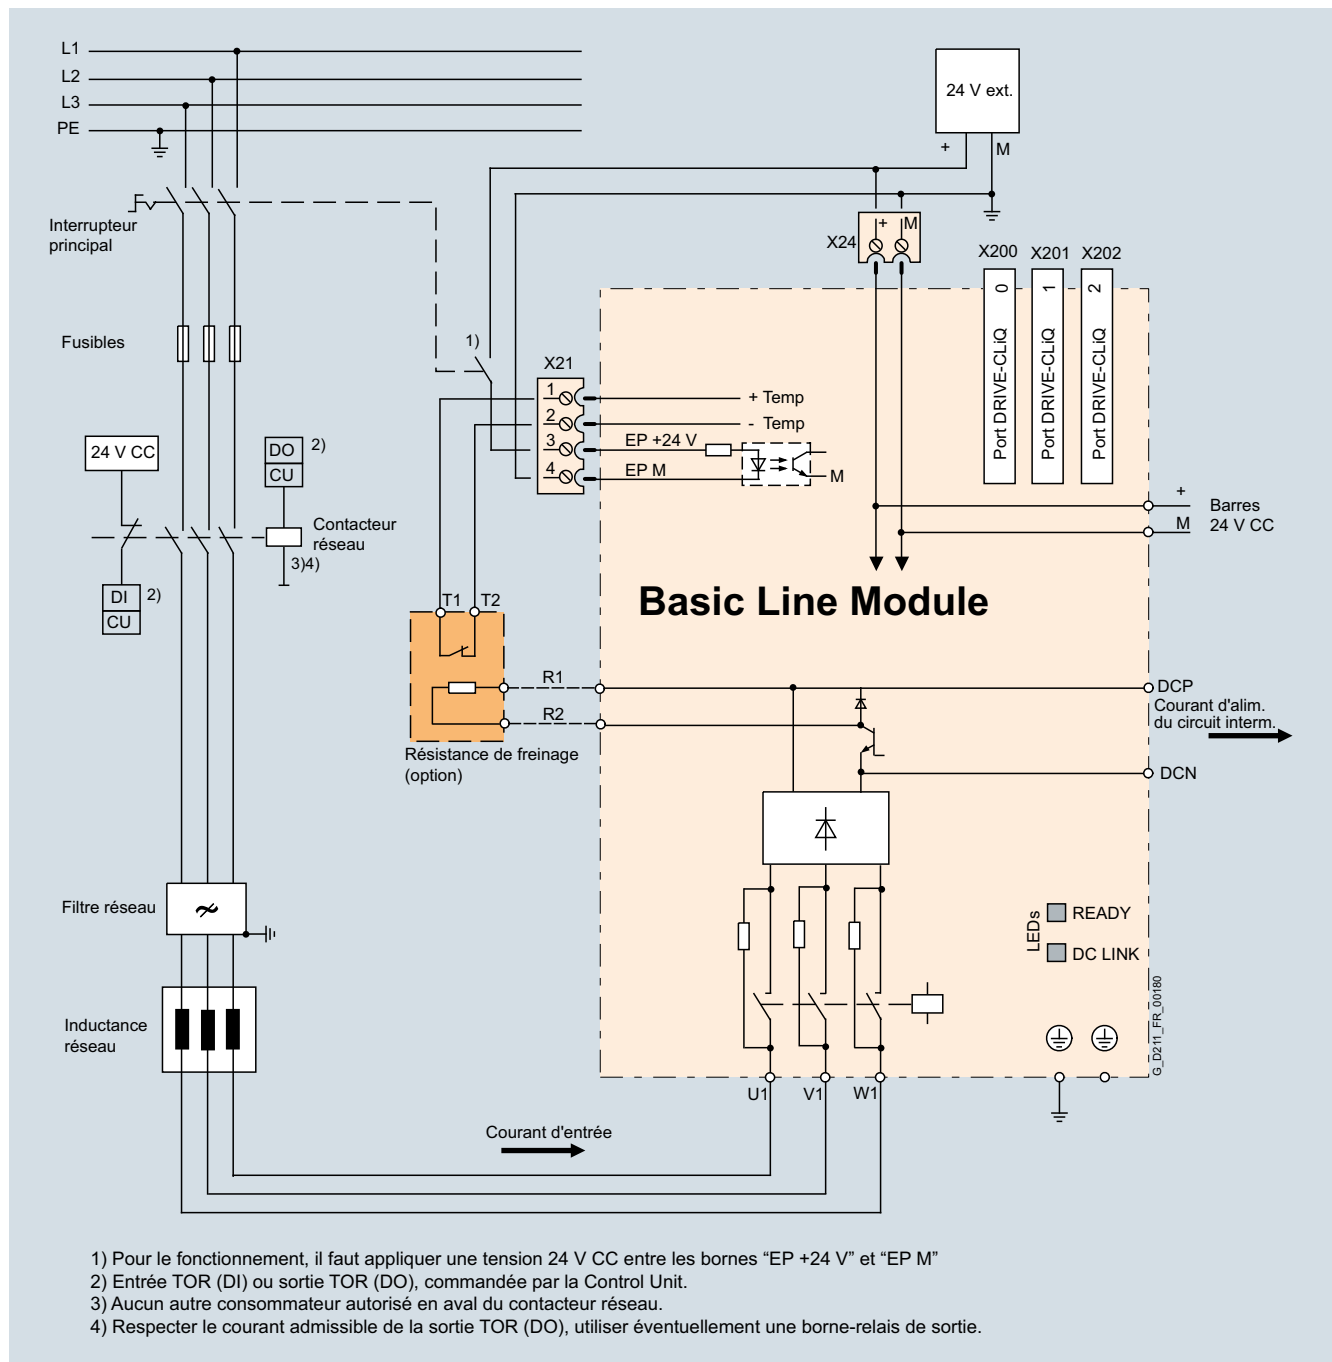 L1
L2
L3
PE
24 V ext.
+
M
Interrupteur
principal
+
M
X24
X200
X201
X202
Port DRIVE-CLiQ 0
Port DRIVE-CLiQ 1
Port DRIVE-CLiQ 2
Fusibles
1)
X21
1
2
3
4
+ Temp
- Temp
EP +24 V
EP M
M
24 V CC
DO
CU
2)
Contacteur
réseau
3)4)
DI
CU
2)
+
M
Barres
24 V CC
Basic Line Module
T1
T2
R1
R2
Résistance de freinage
(option)
DCP
Courant d'alim.
du circuit interm.
DCN
Filtre réseau
LEDs
READY
DC LINK
Inductance
réseau
G_D211_FR_00180
U1
V1
W1
Courant d'entrée
1) Pour le fonctionnement, il faut appliquer une tension 24 V CC entre les bornes “EP +24 V” et “EP M”
2) Entrée TOR (DI) ou sortie TOR (DO), commandée par la Control Unit.
3) Aucun autre consommateur autorisé en aval du contacteur réseau.
4) Respecter le courant admissible de la sortie TOR (DO), utiliser éventuellement une borne-relais de sortie.